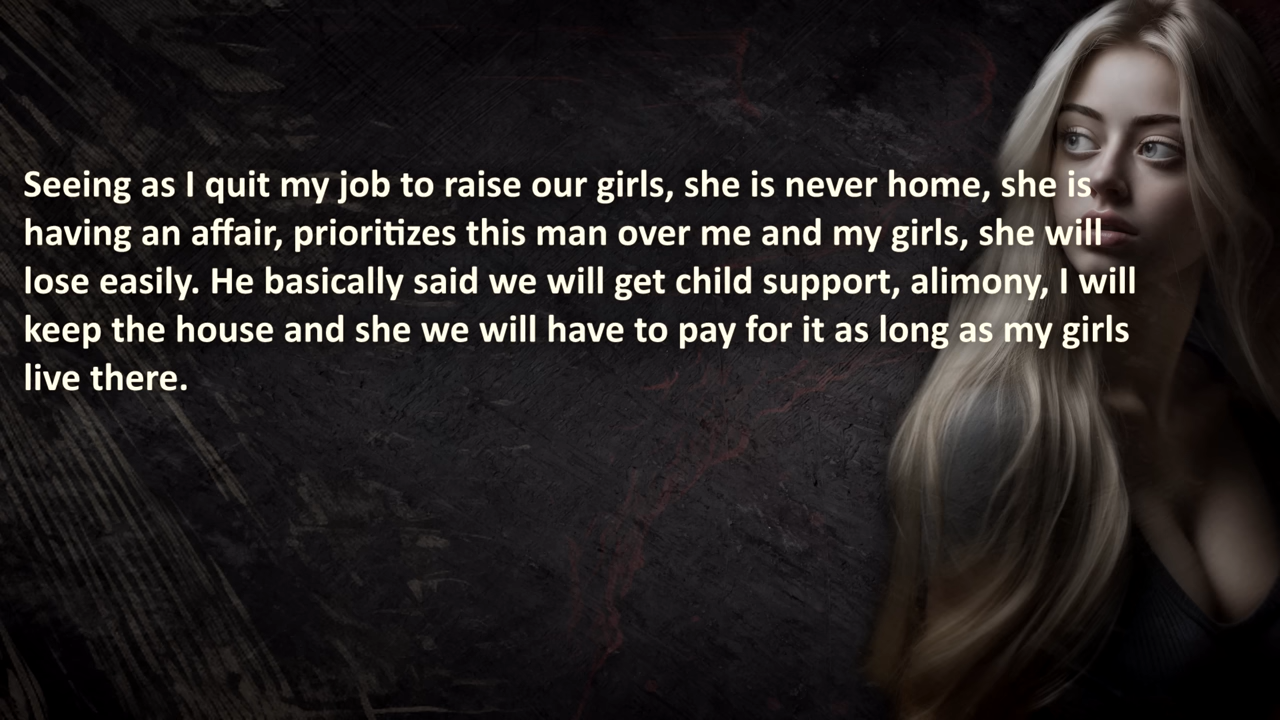 Seeing as I quit my job to raise our girls, she is never home, she is
having an affair, prioritizes this man over me and my girls, she will
lose easily. He basically said we will get child support, alimony, I will
keep the house and she we will have to pay for it as long as my girls
live there.